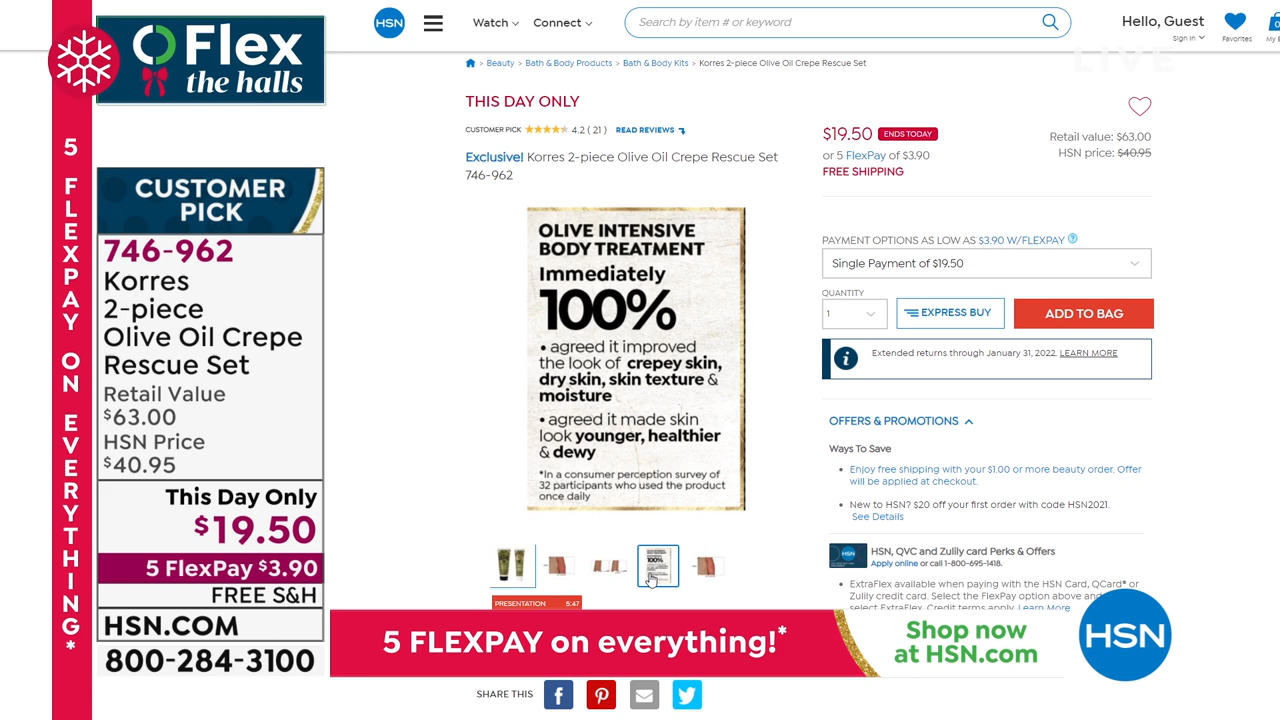 Flex
the halls
5 FLEXPAY ON EVERYTHING*
CUSTOMER
PICK
746-962
Korres
2-piece
Olive Oil Crepe
Rescue Set
Retail Value
$63.00
HSN Price
$40.95
This Day Only
$19.50
5 FlexPay $3.90
FREE S&H
HSN.COM
800-284-3100
HSN
Watch
Connect
Search by item # or keyword
Hello, Guest
Sign In
Favorites
0
LIVE
> Beauty > Bath & Body Products > Bath & Body Kits > Korres 2-piece Olive Oil Crepe Rescue Set
THIS DAY ONLY
CUSTOMER PICK 4.2 ( 21 ) READ REVIEWS
Exclusive! Korres 2-piece Olive Oil Crepe Rescue Set
746-962
OLIVE INTENSIVE
BODY TREATMENT
Immediately
100%
• agreed it improved
the look of crepey skin,
dry skin, skin texture &
moisture
• agreed it made skin
look younger, healthier
& dewy
*In a consumer perception survey of
32 participants who used the product
once daily
PRESENTATION 5:47
$19.50 ENDS TODAY
or 5 FlexPay of $3.90
FREE SHIPPING
Retail value: $63.00
HSN price: $40.95
PAYMENT OPTIONS AS LOW AS $3.90 W/FLEXPAY ?
Single Payment of $19.50
QUANTITY
1
EXPRESS BUY
ADD TO BAG
Extended returns through January 31, 2022. LEARN MORE
OFFERS & PROMOTIONS
Ways To Save
• Enjoy free shipping with your $1.00 or more beauty order. Offer
will be applied at checkout.
• New to HSN? $20 off your first order with code HSN2021.
See Details
HSN, QVC and Zulily card Perks & Offers
Apply online or call 1-800-695-1418.
• ExtraFlex available when paying with the HSN Card, QCard® or
Zulily credit card. Select the FlexPay option above and
select ExtraFlex. Credit terms apply. Learn More
5 FLEXPAY on everything!*
Shop now
at HSN.com
HSN
SHARE THIS